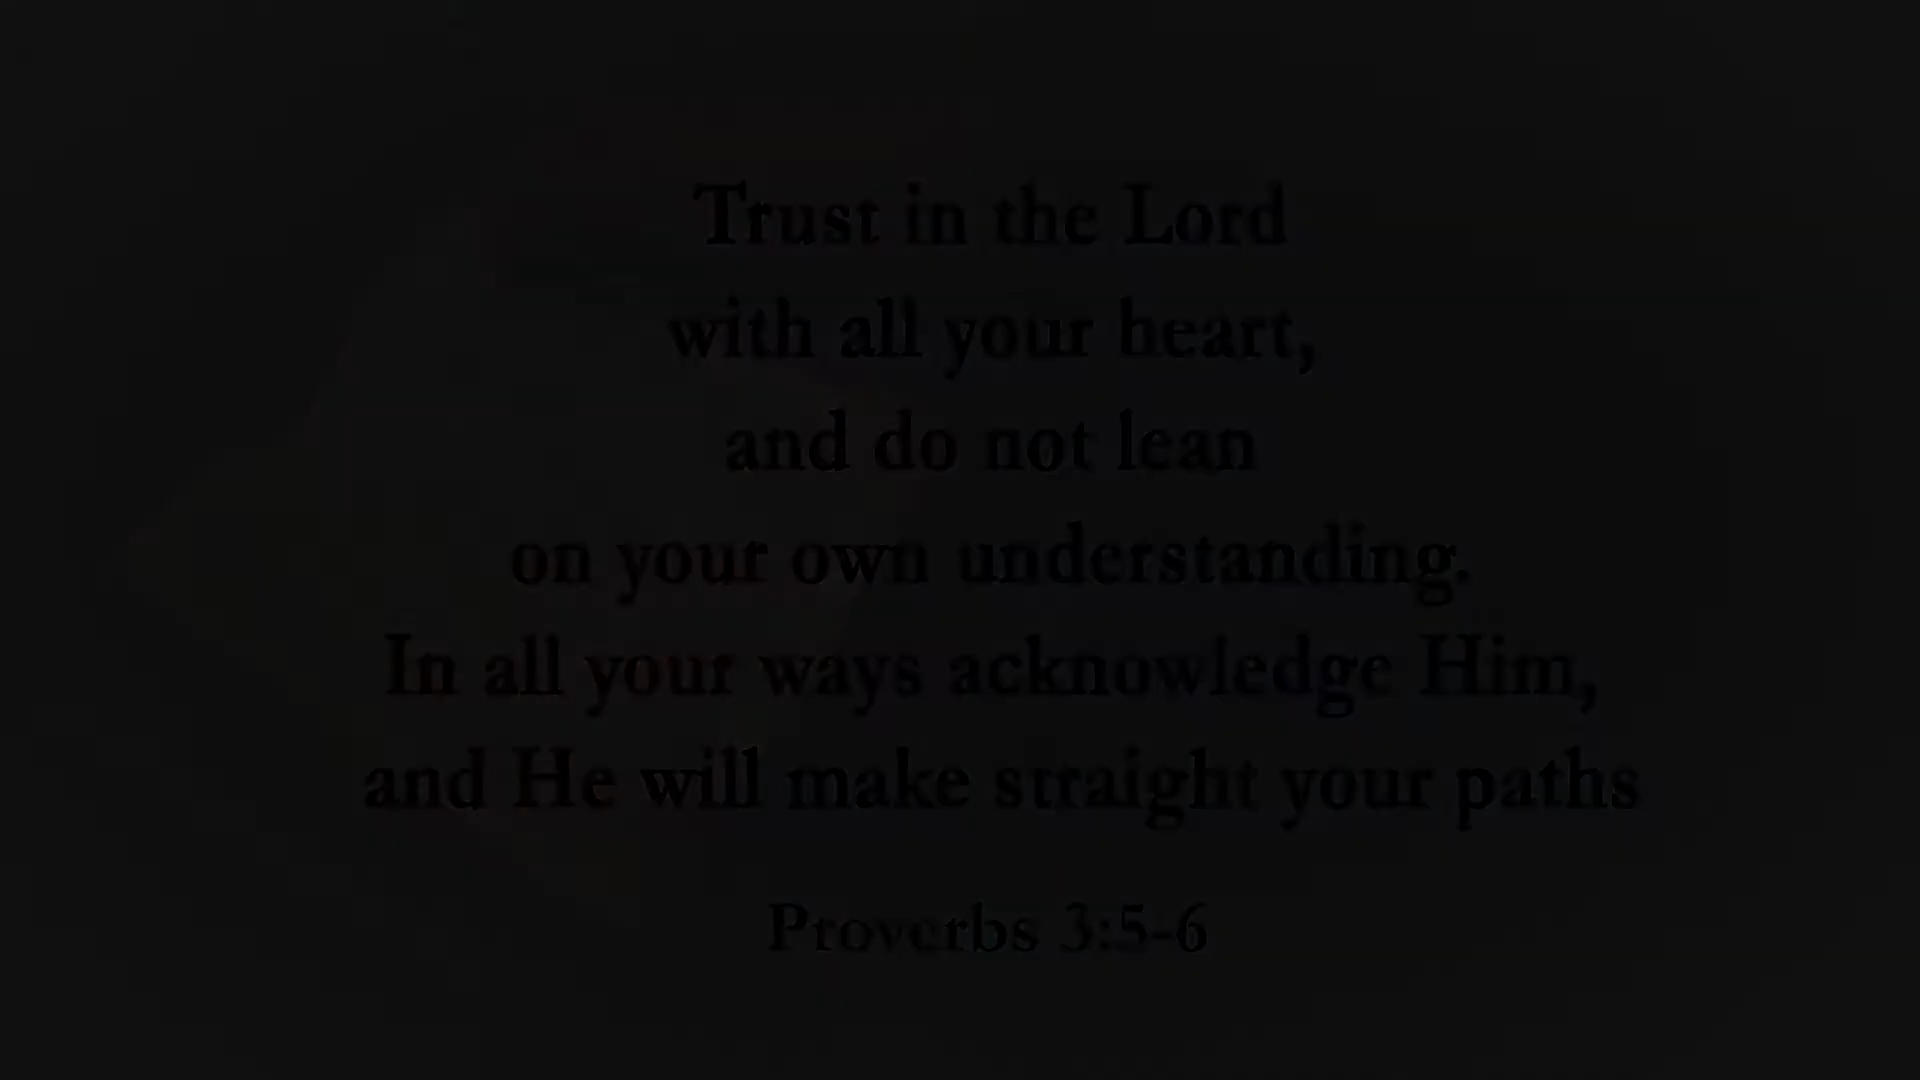 Trust in the Lord
with all your heart,
and do not lean
on your own understanding.
In all your ways acknowledge Him,
and He will make straight your paths
Proverbs 3:5-6